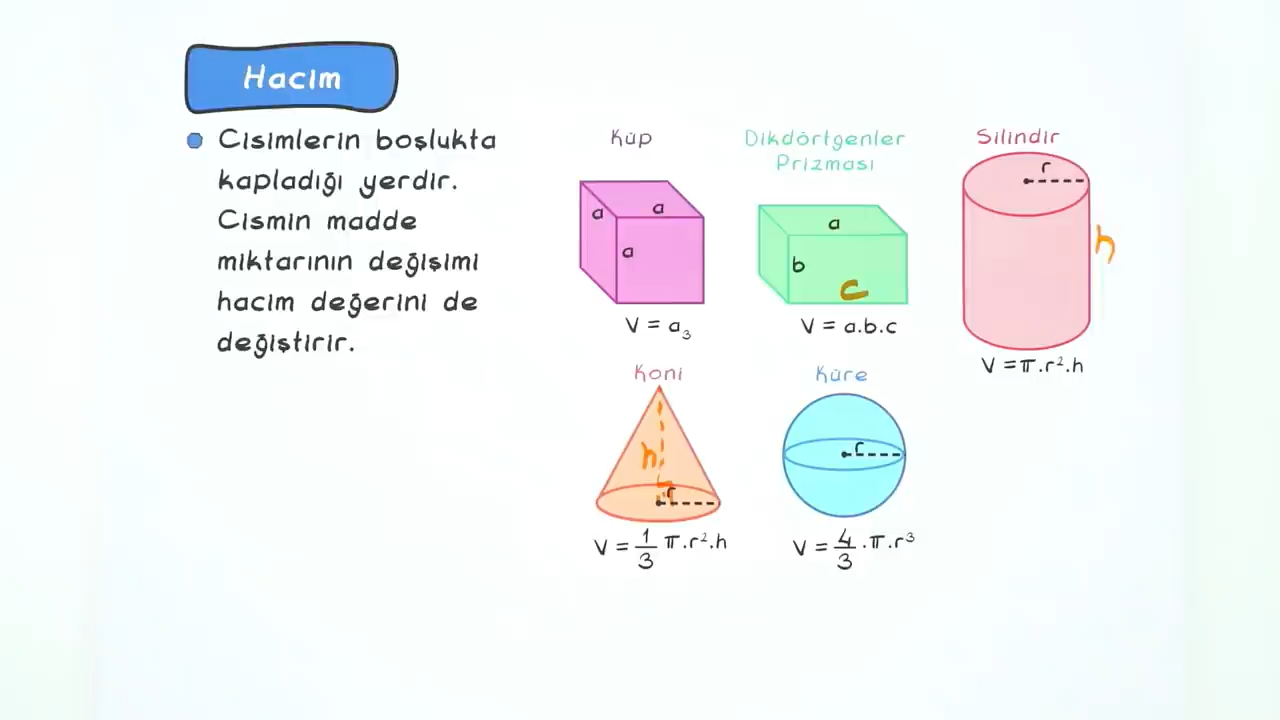 Hacim
Cisimlerin boşlukta
kapladığı yerdir.
Cismin madde
miktarının değişimi
hacim değerini de
değiştirir.
Küp
a
a
a
V = a₃
Dikdörtgenler
Prizması
a
b
c
V = a.b.c
Silindir
r
h
V = π.r².h
Koni
h
r
V = 1/3 π.r².h
Küre
r
V = 4/3 .π.r³